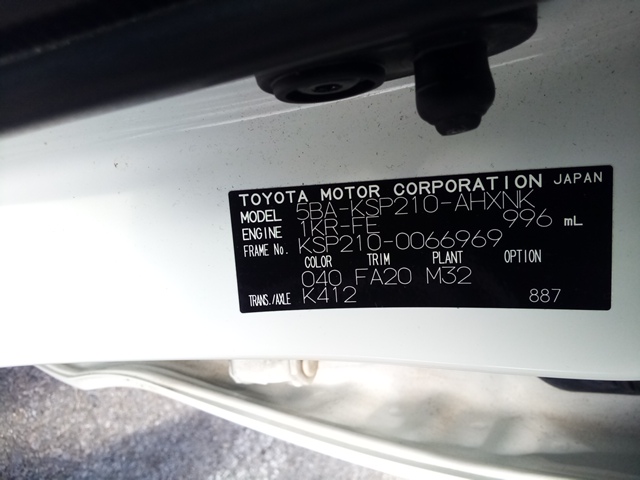 TOYOTA MOTOR CORPORATION JAPAN
MODEL 5BA-KSP210-AHXNK
ENGINE 1KR-FE 996 mL
FRAME No. KSP210-0066969
COLOR TRIM PLANT OPTION
040 FA20 M32
TRANS./AXLE K412 887